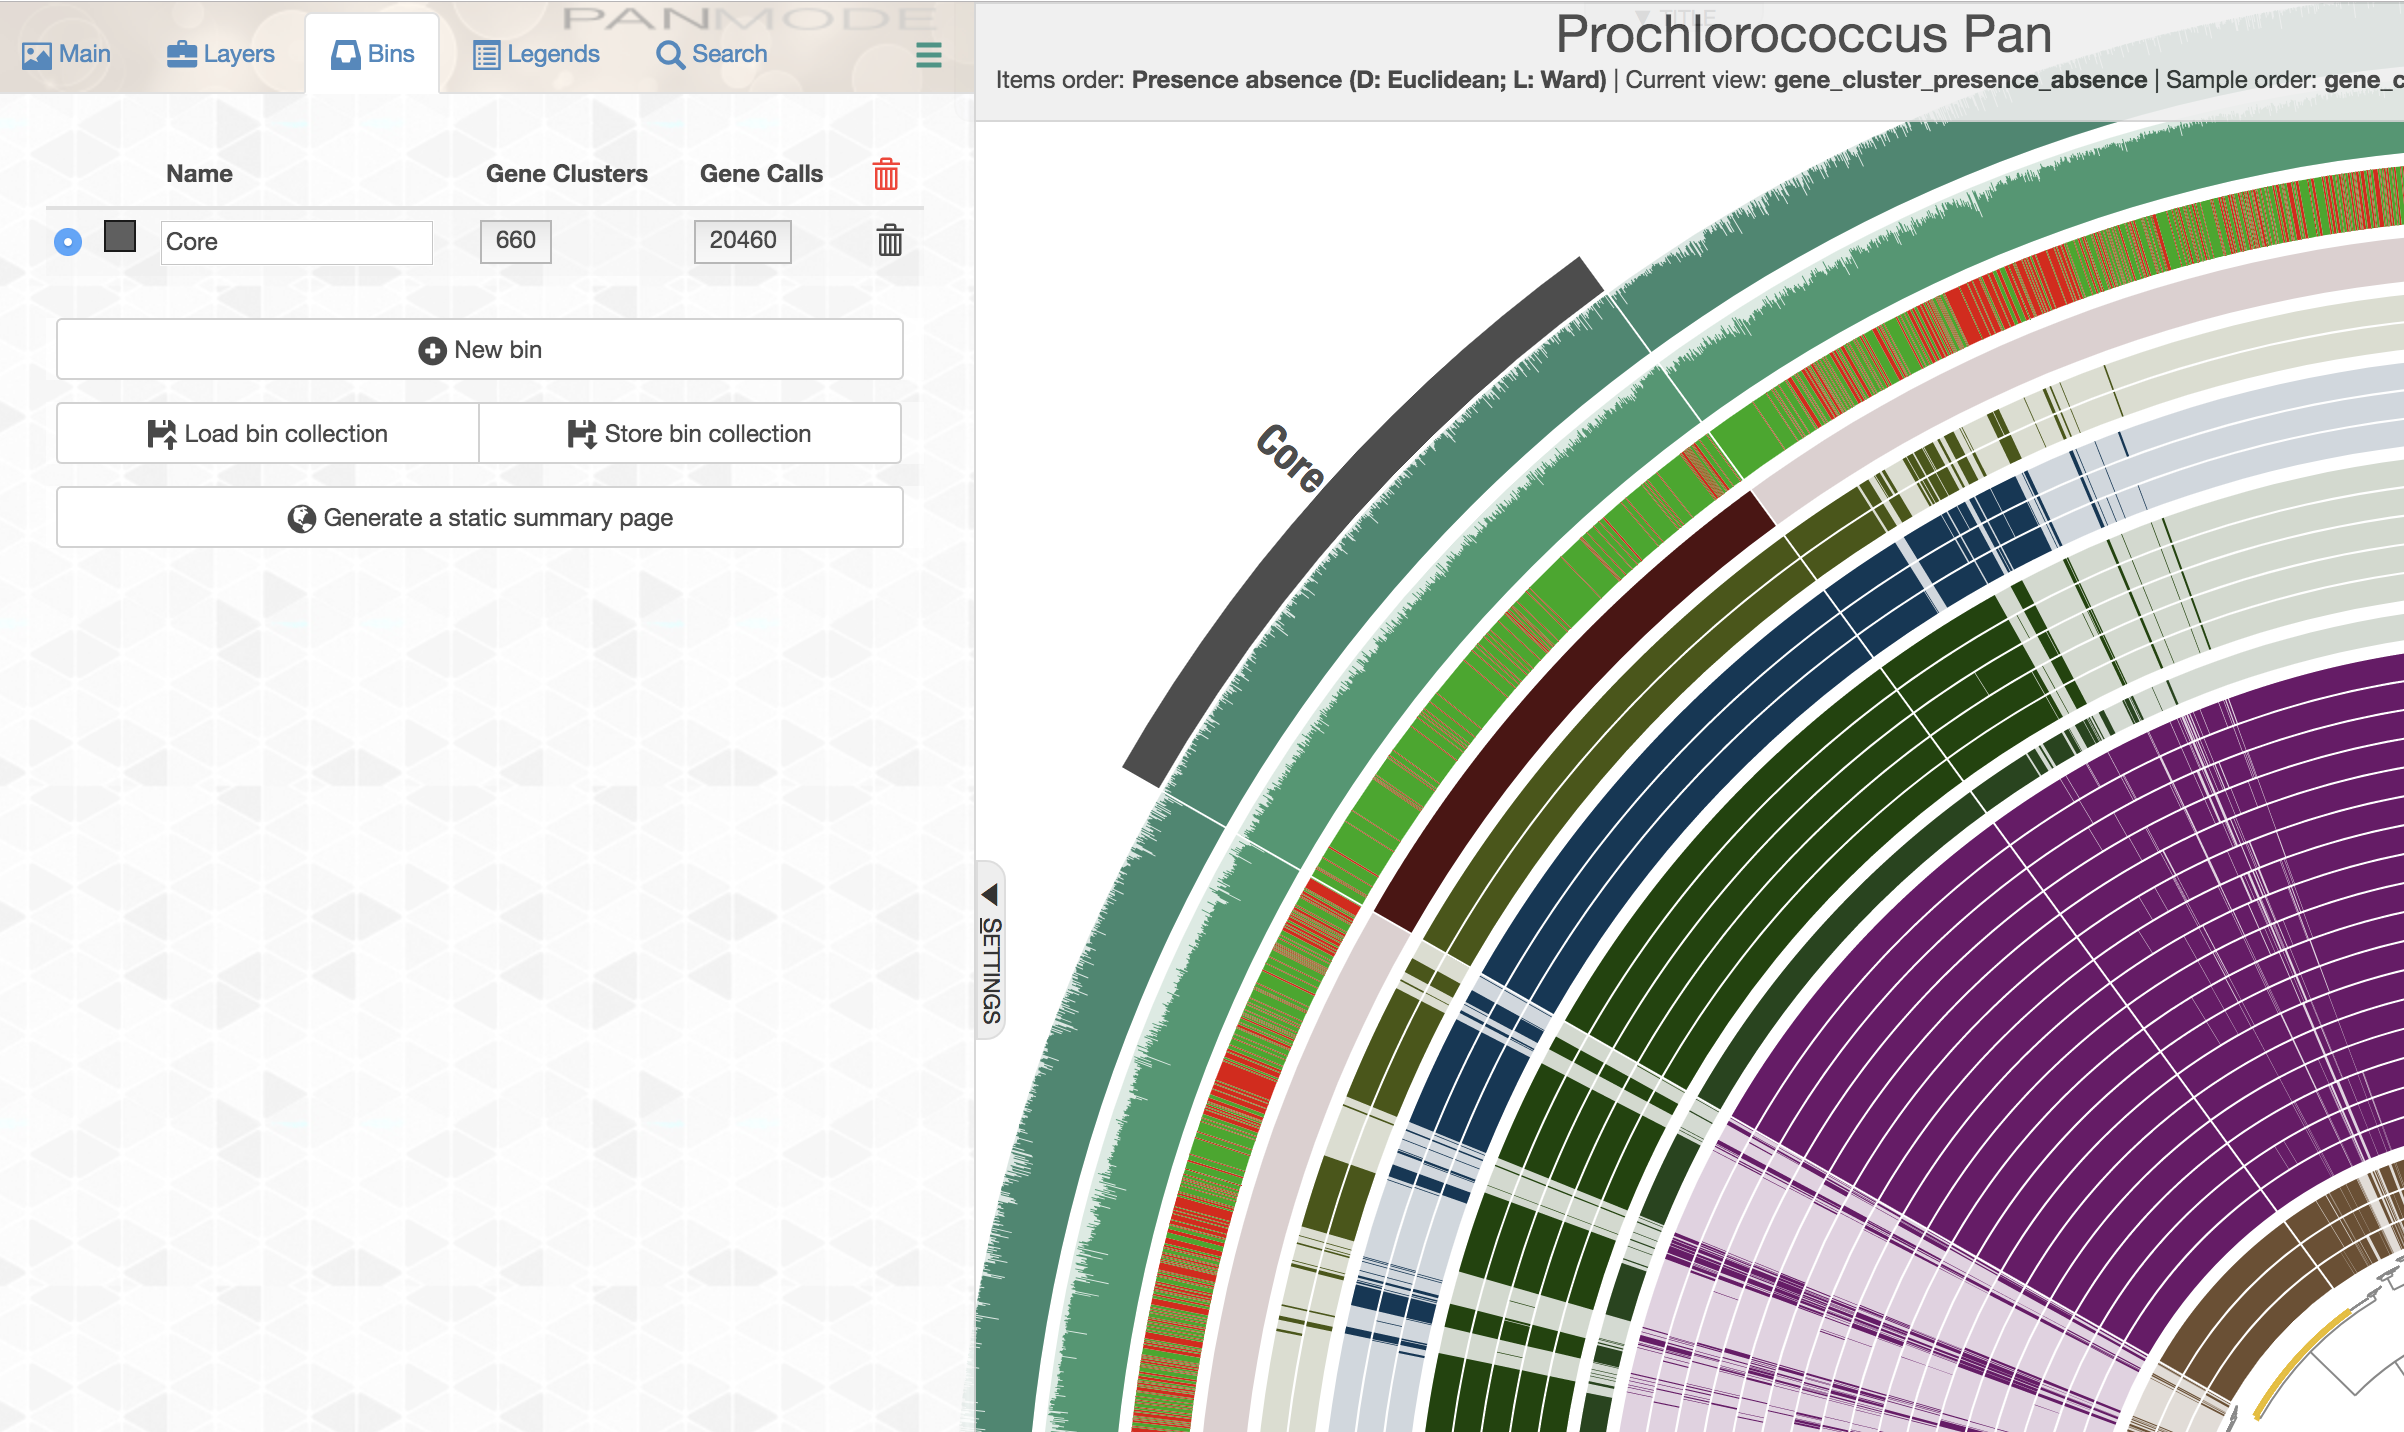 PANMODE
Main
Layers
Bins
Legends
Search
Name
Gene Clusters
Gene Calls
Core
660
20460
New bin
Load bin collection
Store bin collection
Generate a static summary page
▼ TITLE
Prochlorococcus Pan
Items order: Presence absence (D: Euclidean; L: Ward) | Current view: gene_cluster_presence_absence | Sample order: gene_c
Core
◀ SETTINGS